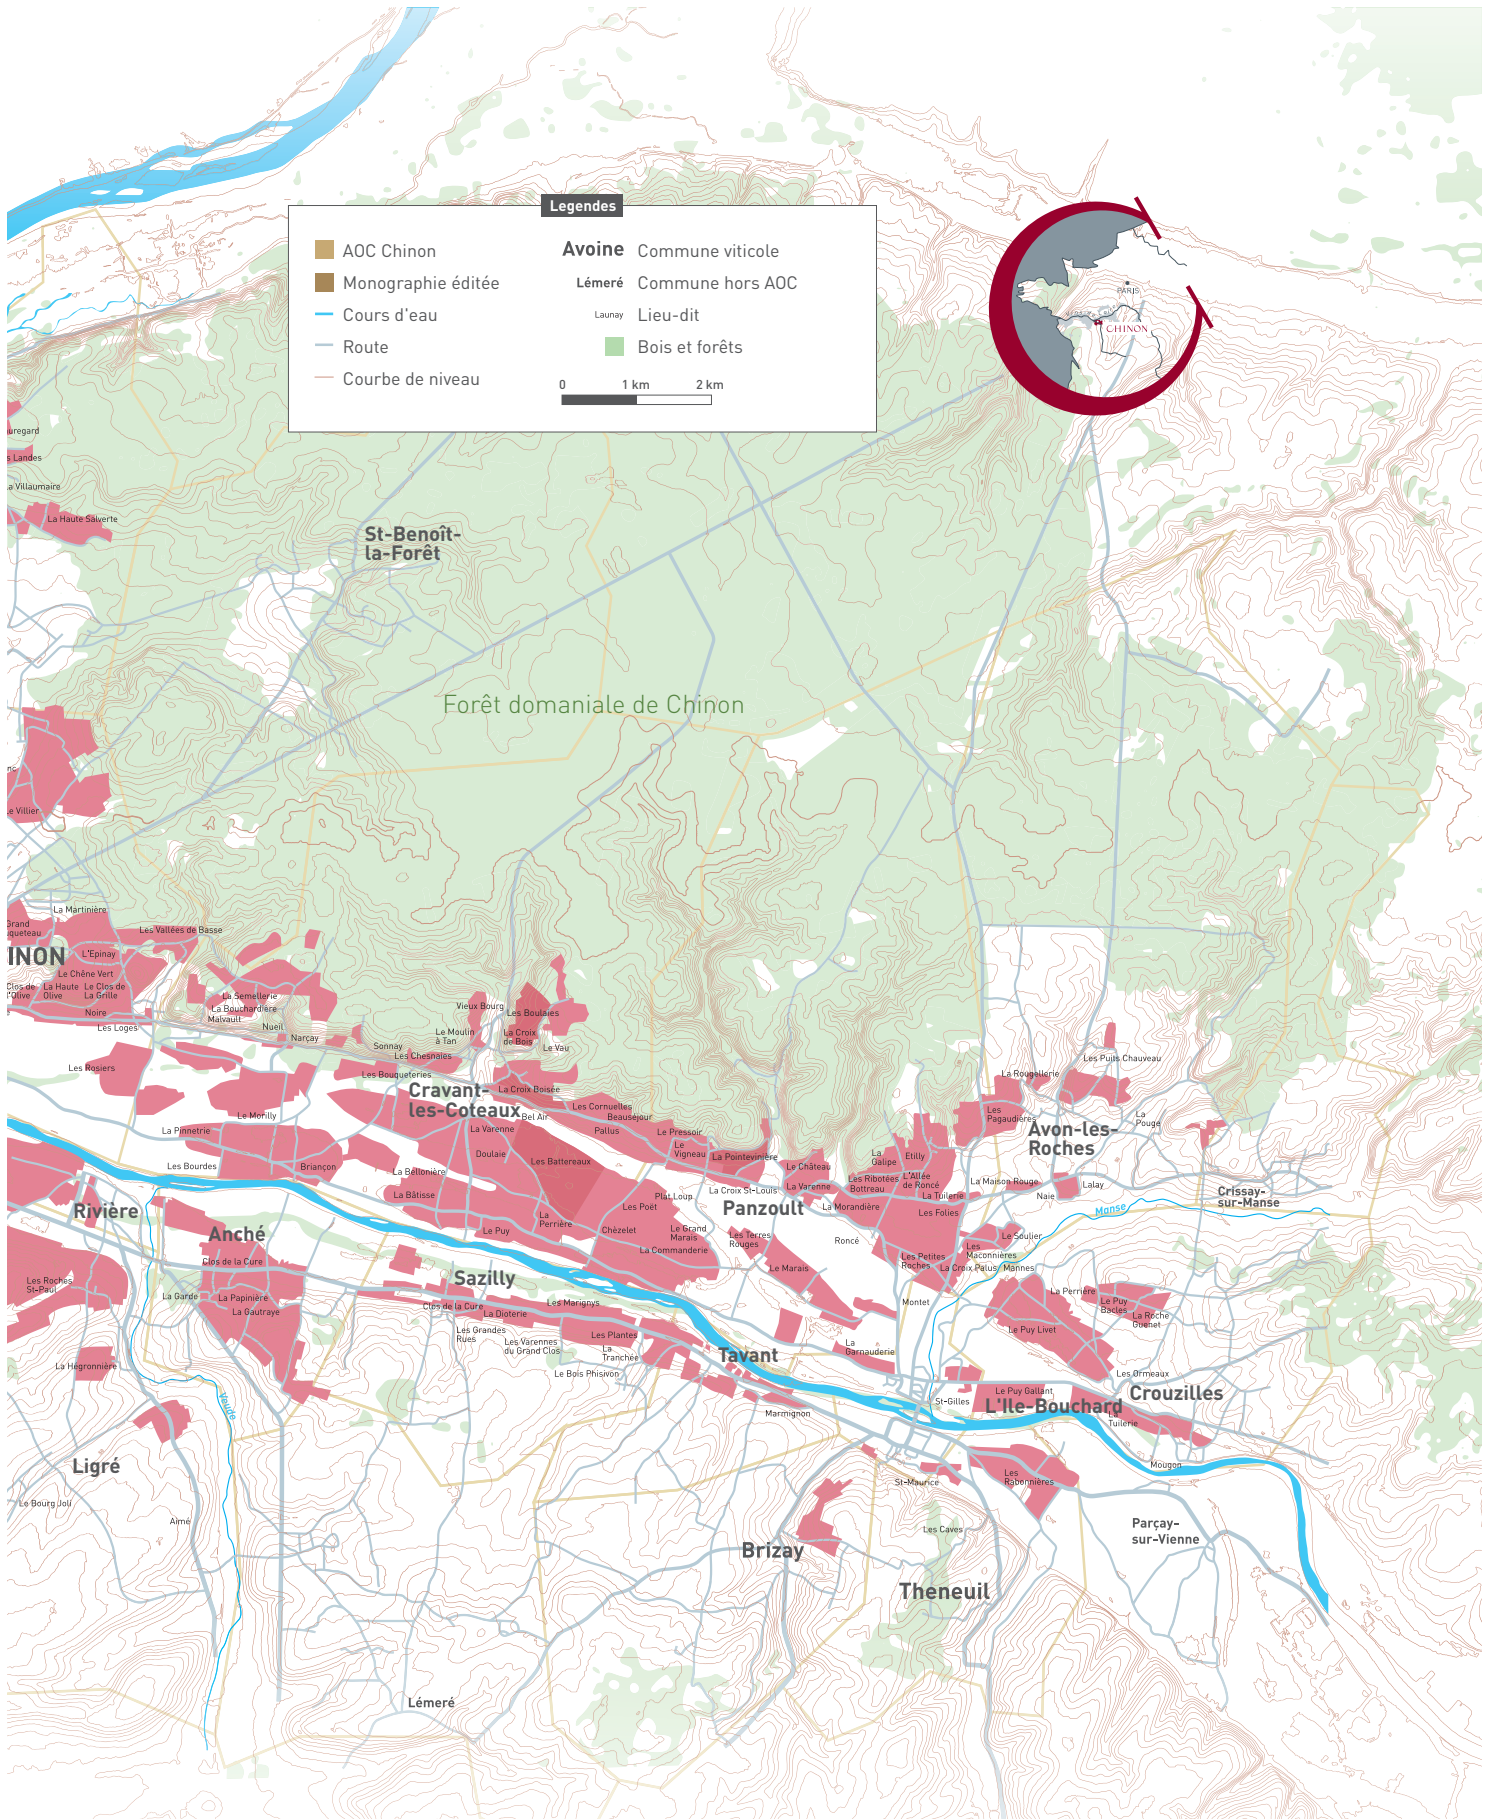 Legendes
AOC Chinon
Monographie éditée
Cours d'eau
Route
Courbe de niveau
Avoine
Commune viticole
Lémeré
Commune hors AOC
Launay
Lieu-dit
Bois et forêts
0
1 km
2 km
PARIS
CHINON
uregard
s Landes
a Villaumaire
La Haute Salverte
St-Benoît-
la-Forêt
Forêt domaniale de Chinon
nc
e Villier
La Martinière
Grand
uqueteau
Les Vallées de Basse
INON
L'Epinay
Le Chêne Vert
Clos de
l'Olive
La Haute
Olive
Le Clos de
La Grille
s
Noire
Les Loges
La Semellerie
La Bouchardière
Malvault
Nueil
Narçay
Sonnay
Les Chesnaies
Les Bouqueteries
Vieux Bourg
Les Boulaies
Le Moulin
à Tan
La Croix
de Bois
Le Vau
Les Rosiers
Cravant-
les-Coteaux
La Croix Boisée
Bel Air
Les Cornuelles
Beauséjour
Le Morilly
La Pinnetrie
La Varenne
Pallus
Le Pressoir
Le
Vigneau
La Pointevinière
Doulaie
Les Battereaux
Les Bourdes
Briançon
La Bellonière
La Bâtisse
La Croix St-Louis
Plat Loup
Les Poët
La
Perrière
Le Puy
Chézelet
Le Grand
Marais
La Commanderie
Le Château
La Varenne
Panzoult
La Morandière
Les Ribotées
Bottreau
La
Galipe
Etilly
L'Allée
de Roncé
La Tuilerie
Les Folies
Les Terres
Rouges
Roncé
Le Marais
Les Petites
Roches
La Croix Palus
Mannes
Les
Maconnières
Le Soulier
Les Puits Chauveau
La Rougellerie
Les
Pagaudières
Avon-les-
Roches
La
Pouge
La Maison Rouge
Naie
Lalay
Crissay-
sur-Manse
Manse
Rivière
Anché
Clos de la Cure
Les Roches
St-Paul
La Garde
La Papinière
La Gautraye
Sazilly
Clos de la Cure
La Dioterie
Les Marignys
Les Grandes
Rues
Les Varennes
du Grand Clos
Les Plantes
La
Tranchée
Le Bois Phisivon
Montet
La Perrière
Le Puy
Bacles
La Roche
Guenet
Le Puy Livet
La
Garnauderie
Tavant
La Hégronnière
Veude
Marmignon
St-Gilles
Le Puy Gallant
L'Ile-Bouchard
Les Ormeaux
Crouzilles
La
Tuilerie
Ligré
Mougon
Le Bourg Joli
Aimé
St-Maurice
Les
Rabonnières
Les Caves
Parçay-
sur-Vienne
Brizay
Theneuil
Lémeré